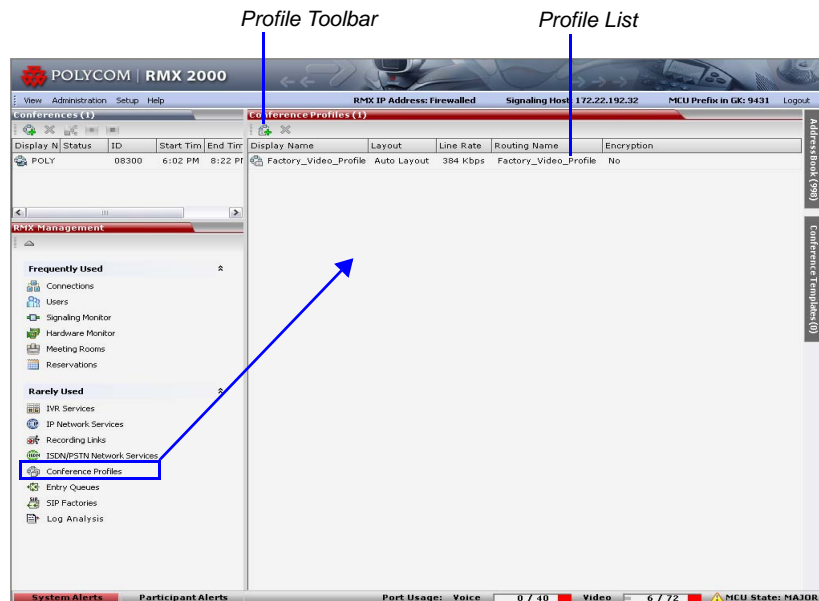 Profile Toolbar
Profile List
POLYCOM | RMX 2000
View Administration Setup Help
RMX IP Address: Firewalled
Signaling Host: 172.22.192.32
MCU Prefix in GK: 9431
Logout
Conferences (1)
Conference Profiles (1)
Display N Status ID Start Tim End Tim
Display Name Layout Line Rate Routing Name Encryption
POLY 08300 6:02 PM 8:22 PM
Factory_Video_Profile Auto Layout 384 Kbps Factory_Video_Profile No
Address Book (998)
Conference Templates (0)
RMX Management
Frequently Used
Connections
Users
Signaling Monitor
Hardware Monitor
Meeting Rooms
Reservations
Rarely Used
IVR Services
IP Network Services
Recording Links
ISDN/PSTN Network Services
Conference Profiles
Entry Queues
SIP Factories
Log Analysis
System Alerts
Participant Alerts
Port Usage: Voice 0 / 40 Video 6 / 72
MCU State: MAJOR